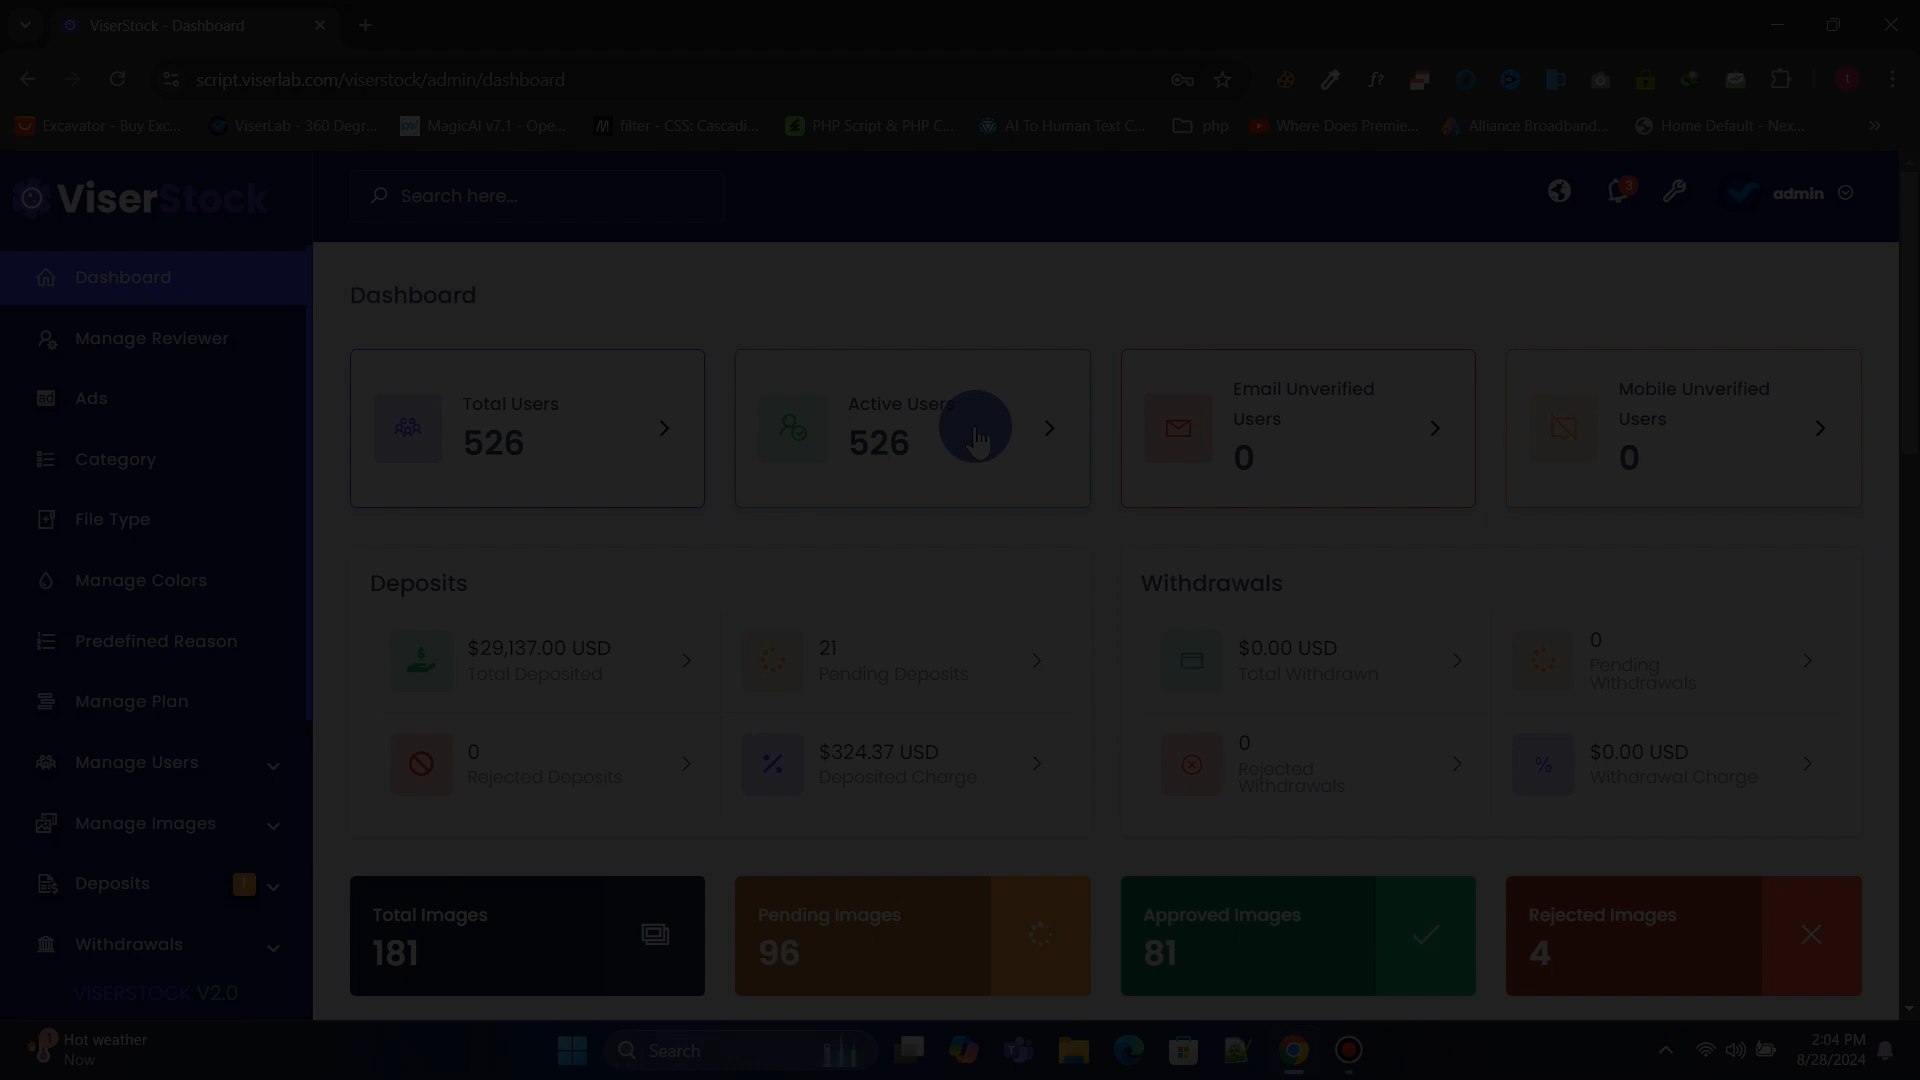 ViserStock - Dashboard
script.viserlab.com/viserstock/admin/dashboard
Excavator - Buy Exc...
ViserLab - 360 Degr...
MagicAI v7.1 - Ope...
filter - CSS: Cascadi...
PHP Script & PHP C...
AI To Human Text C...
php
Where Does Premie...
Alliance Broadband...
Home Default - Nex...
ViserStock
Search here...
3
admin
Dashboard
Manage Reviewer
Ads
Category
File Type
Manage Colors
Predefined Reason
Manage Plan
Manage Users
Manage Images
Deposits
Withdrawals
VISERSTOCK V2.0
Dashboard
Total Users
526
Active Users
526
Email Unverified
Users
0
Mobile Unverified
Users
0
Deposits
$29,137.00 USD
Total Deposited
21
Pending Deposits
0
Rejected Deposits
$324.37 USD
Deposited Charge
Withdrawals
$0.00 USD
Total Withdrawn
0
Pending
Withdrawals
0
Rejected
Withdrawals
$0.00 USD
Withdrawal Charge
Total Images
181
Pending Images
96
Approved Images
81
Rejected Images
4
1
Hot weather
Now
Search
2:04 PM
8/28/2024